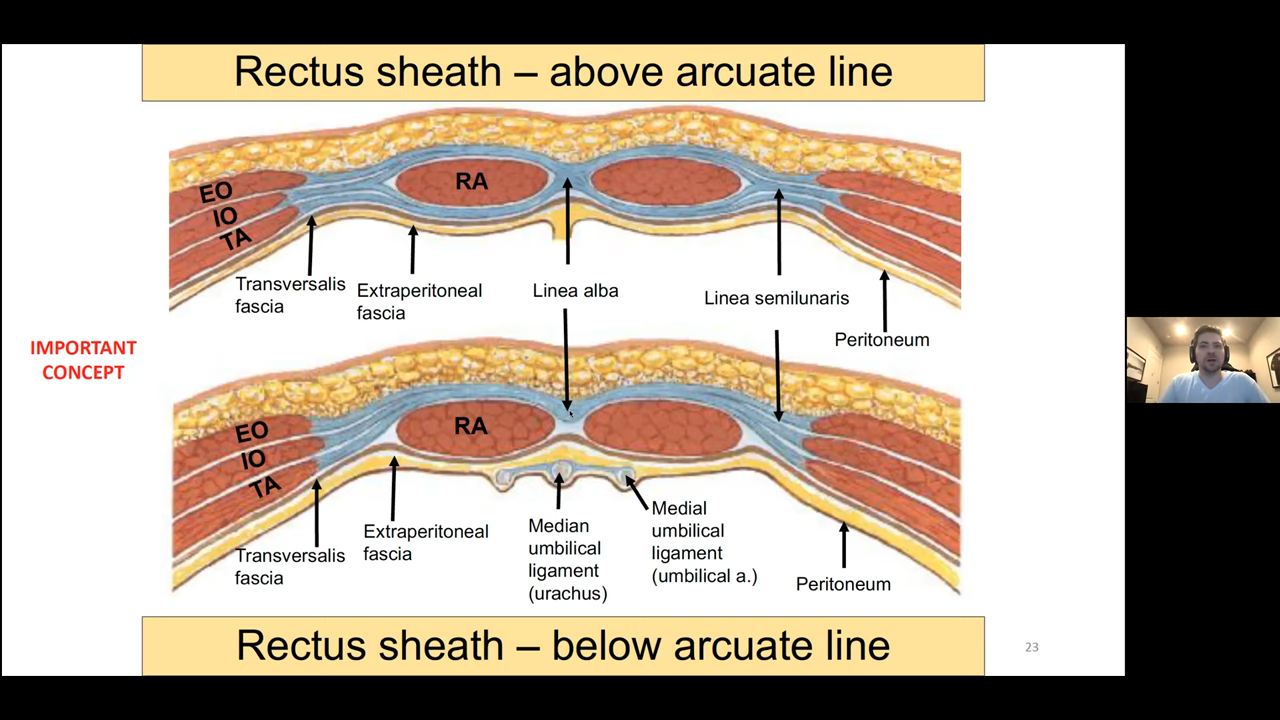 Rectus sheath – above arcuate line
EO
IO
TA
RA
Transversalis
fascia
Extraperitoneal
fascia
Linea alba
Linea semilunaris
Peritoneum
IMPORTANT
CONCEPT
EO
IO
TA
RA
Transversalis
fascia
Extraperitoneal
fascia
Median
umbilical
ligament
(urachus)
Medial
umbilical
ligament
(umbilical a.)
Peritoneum
Rectus sheath – below arcuate line
23